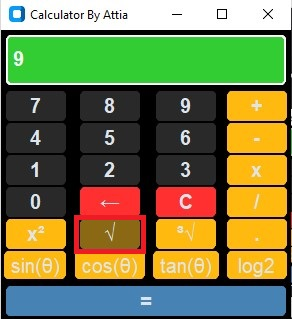 Calculator By Attia
9
7 8 9 +
4 5 6 -
1 2 3 x
0 ← C /
x² √ ³√ .
sin(θ) cos(θ) tan(θ) log2
=